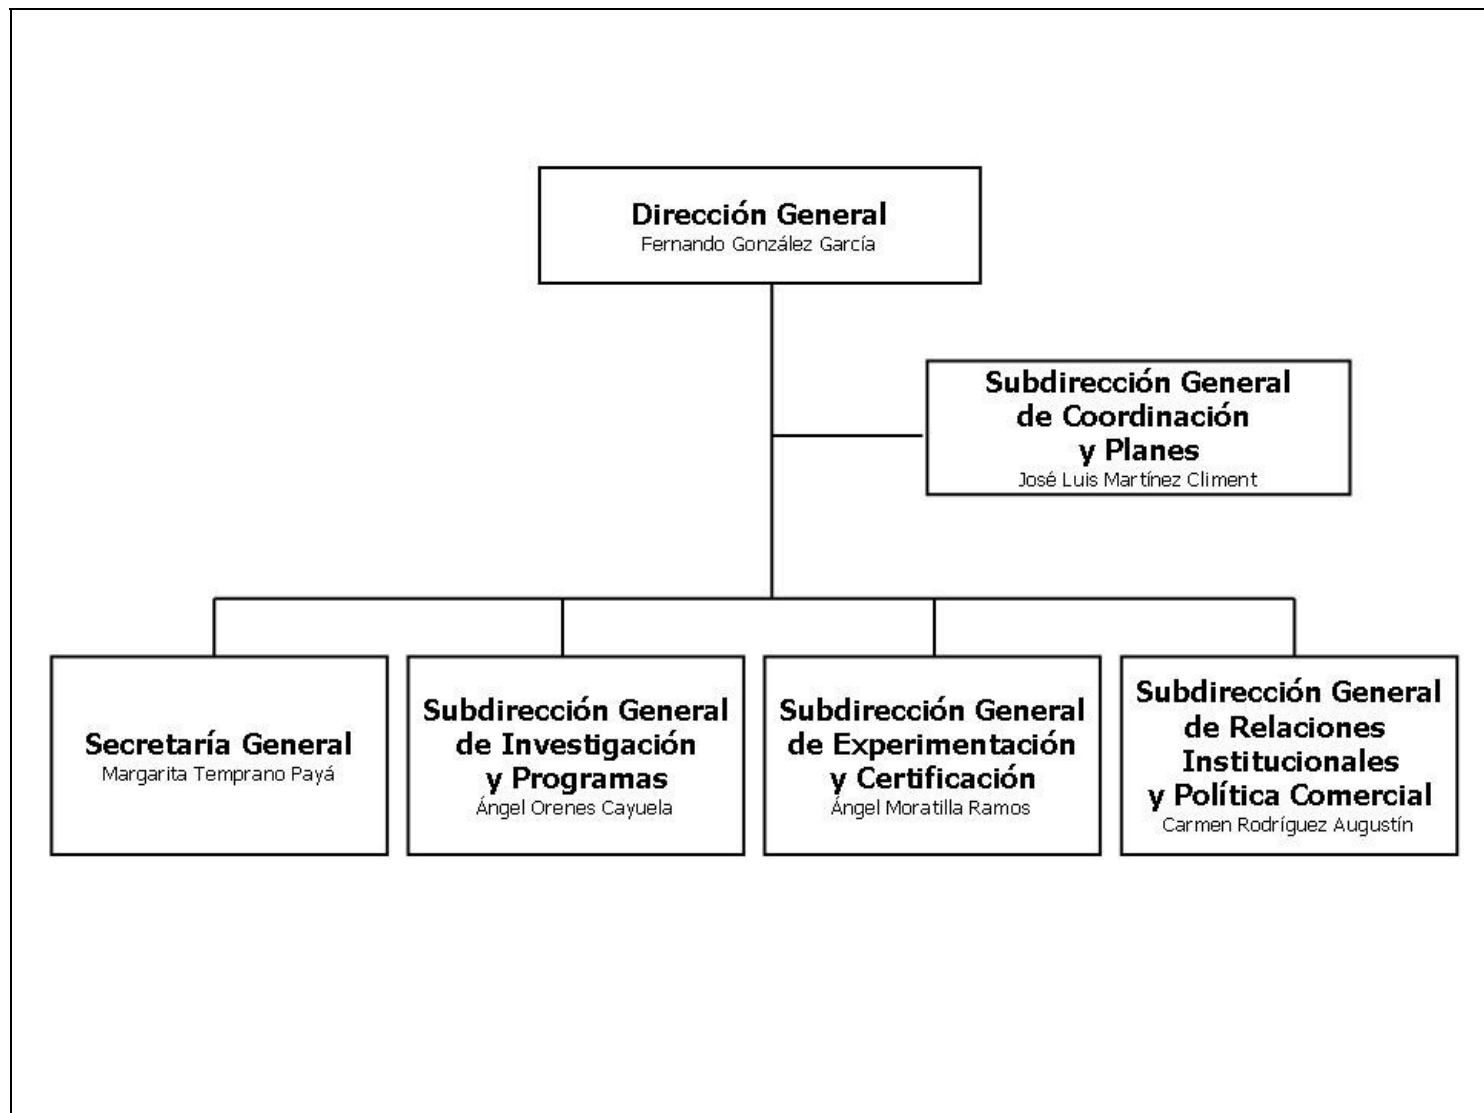 Dirección General
Fernando González García
Subdirección General
de Coordinación
y Planes
José Luis Martínez Climent
Secretaría General
Margarita Temprano Payá
Subdirección General
de Investigación
y Programas
Ángel Orenes Cayuela
Subdirección General
de Experimentación
y Certificación
Ángel Moratilla Ramos
Subdirección General
de Relaciones
Institucionales
y Política Comercial
Carmen Rodríguez Augustín